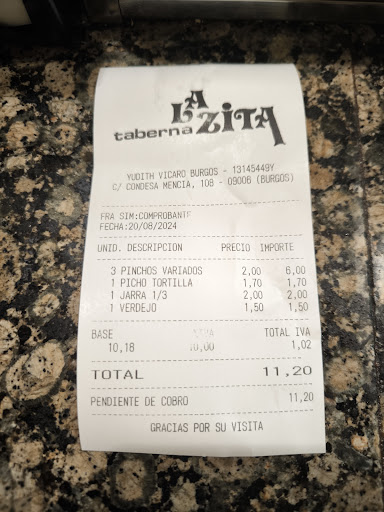 LA
taberna ZITA
YUDITH VICARO BURGOS - 13145449Y
C/ CONDESA MENCIA, 108 - 09006 (BURGOS)
FRA SIM:COMPROBANTE
FECHA:20/08/2024
UNID. DESCRIPCION PRECIO IMPORTE
3 PINCHOS VARIADOS 2,00 6,00
1 PICHO TORTILLA 1,70 1,70
1 JARRA 1/3 2,00 2,00
1 VERDEJO 1,50 1,50
BASE TOTAL IVA
10,18 10,00 1,02
TOTAL 11,20
PENDIENTE DE COBRO 11,20
GRACIAS POR SU VISITA